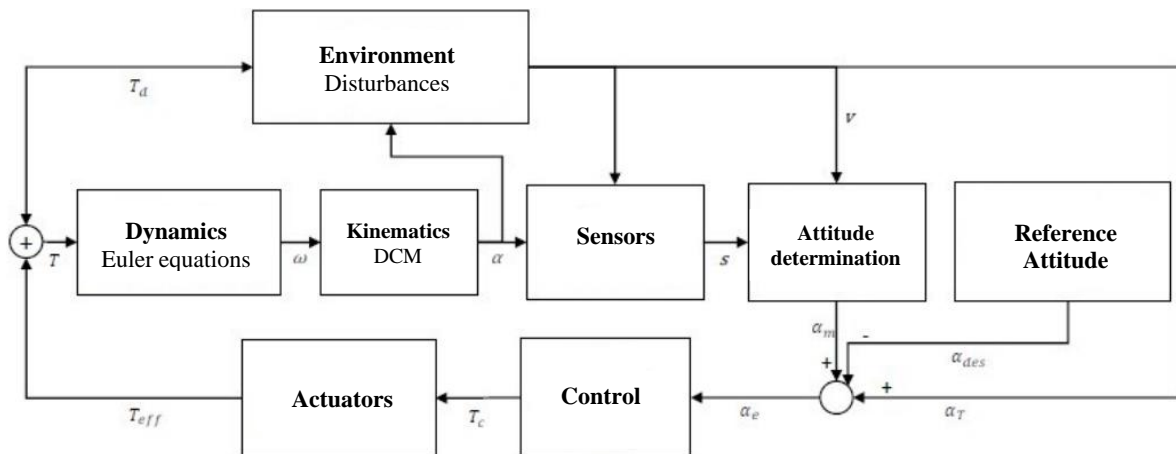 Environment
Disturbances
T_d
v
Dynamics
Euler equations
Kinematics
DCM
Sensors
Attitude
determination
Reference
Attitude
+
T
ω
α
s
α_m
-
α_des
+
+
Actuators
Control
T_eff
T_c
α_e
α_T